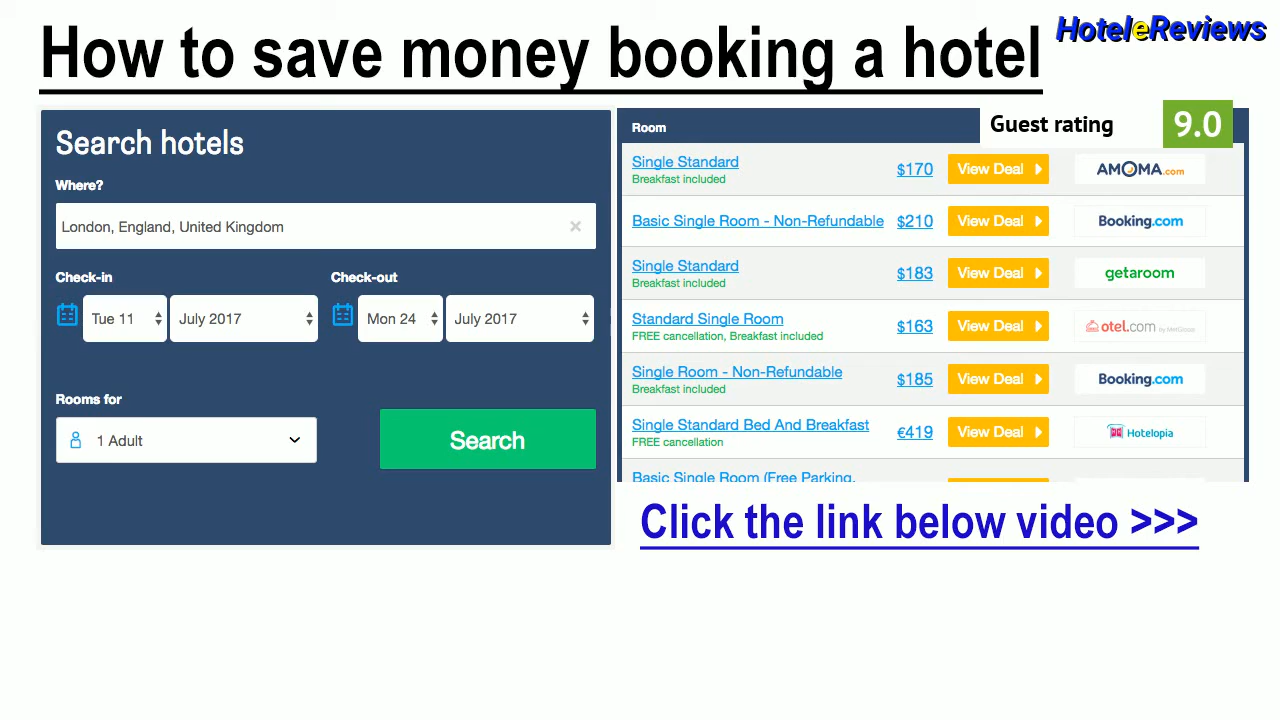 How to save money booking a hotel
HoteleReviews
Search hotels
Where?
London, England, United Kingdom
Check-in
Check-out
Tue 11
July 2017
Mon 24
July 2017
Rooms for
1 Adult
Search
Room
Guest rating
9.0
Single Standard
Breakfast included
$170
View Deal
AMOMA.com
Basic Single Room - Non-Refundable
$210
View Deal
Booking.com
Single Standard
Breakfast included
$183
View Deal
getaroom
Standard Single Room
FREE cancellation, Breakfast included
$163
View Deal
otel.com
Single Room - Non-Refundable
Breakfast included
$185
View Deal
Booking.com
Single Standard Bed And Breakfast
FREE cancellation
€419
View Deal
Hotelopia
Basic Single Room (Free Parking,
Click the link below video >>>